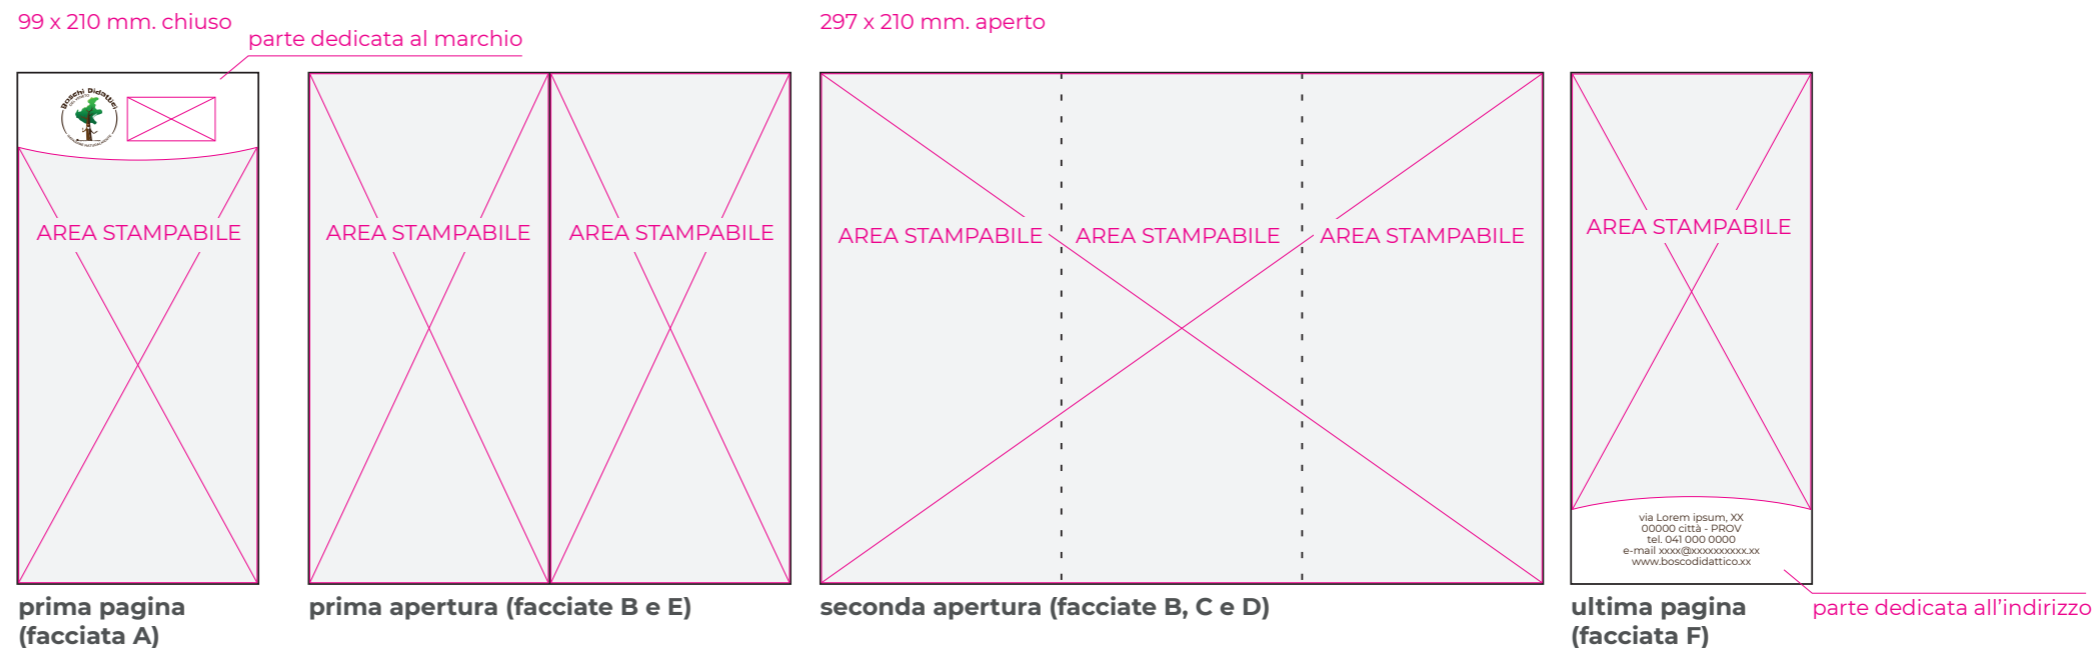 99 x 210 mm. chiuso
parte dedicata al marchio
297 x 210 mm. aperto
Boschi Didattici
AREA STAMPABILE
AREA STAMPABILE
AREA STAMPABILE
AREA STAMPABILE
AREA STAMPABILE
AREA STAMPABILE
AREA STAMPABILE
via Lorem ipsum, XX
00000 città - PROV
tel. 041 000 0000
e-mail xxxx@xxxxxxxxxx.xx
www.boscodidattico.xx
prima pagina
(facciata A)
prima apertura (facciate B e E)
seconda apertura (facciate B, C e D)
ultima pagina
(facciata F)
parte dedicata all'indirizzo